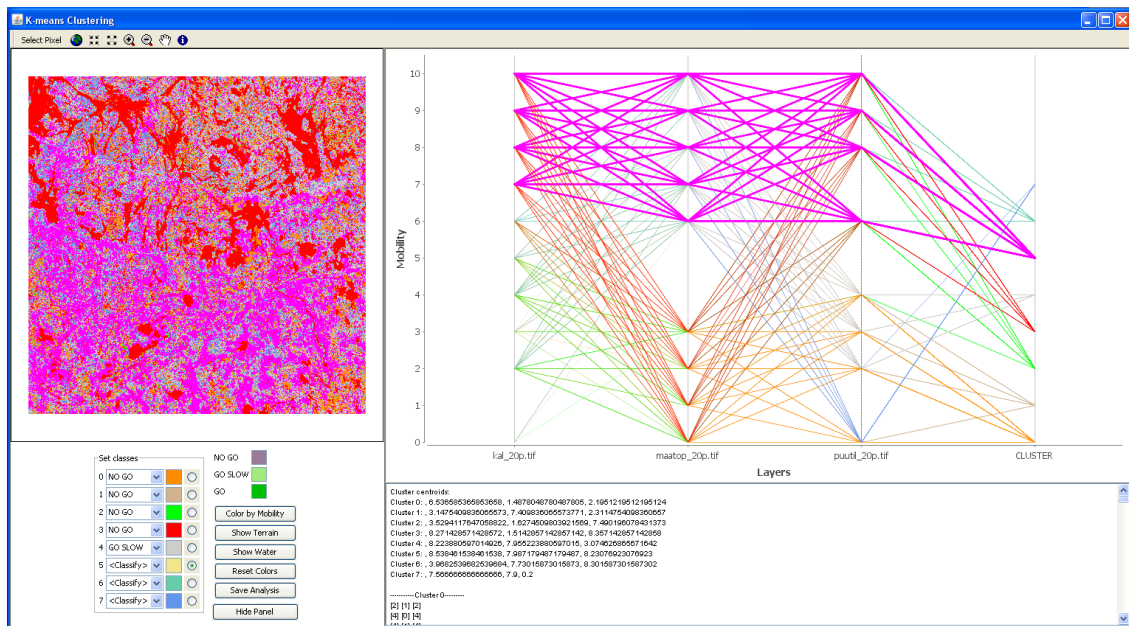 K-means Clustering
Select Pixel
10
9
8
7
6
5
4
3
2
1
0
Mobility
kal_20p.tif
maatop_20p.tif
puutil_20p.tif
CLUSTER
Layers
Set classes
0 NO GO
1 NO GO
2 NO GO
3 NO GO
4 GO SLOW
5 <Classify>
6 <Classify>
7 <Classify>
NO GO
GO SLOW
GO
Color by Mobility
Show Terrain
Show Water
Reset Colors
Save Analysis
Hide Panel
Cluster centroids:
Cluster 0: , 6.536585365853658, 1.4878048780487805, 2.1951219512195124
Cluster 1: , 3.1475409836065573, 7.409836065573771, 2.3114754098360657
Cluster 2: , 3.5294117647058822, 1.6274509803921569, 7.490196078431373
Cluster 3: , 8.271428571428572, 1.5142857142857142, 8.357142857142858
Cluster 4: , 8.223880597014926, 7.955223880597015, 3.074626865671642
Cluster 5: , 8.538461538461538, 7.987179487179487, 8.23076923076923
Cluster 6: , 3.9682539682539684, 7.73015873015873, 8.301587301587302
Cluster 7: , 7.566666666666666, 7.9, 0.2
----------Cluster 0--------
[2] [1] [2]
[4] [0] [4]